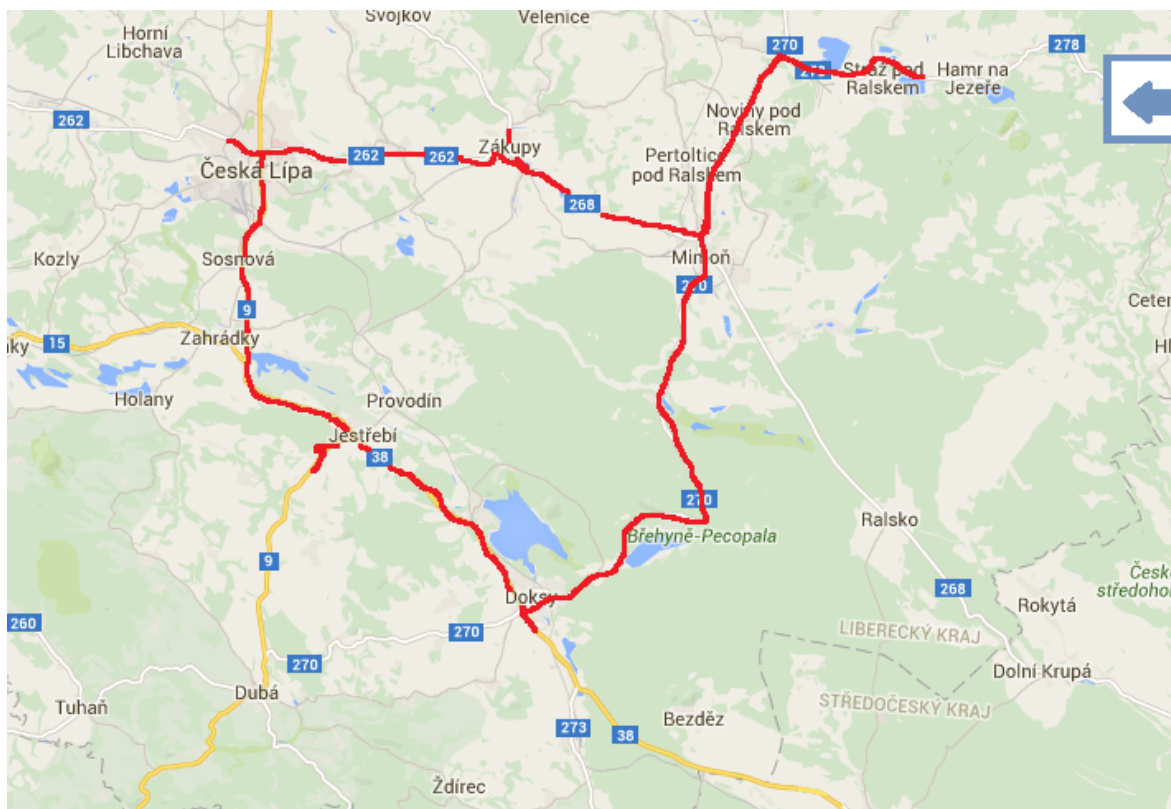 Svojkov
Velenice
Horní
Libchava
270
278
278
Stráž pod
Ralskem
Hamr na
Jezeře
262
Noviny pod
Ralskem
Zákupy
262
262
Česká Lípa
Pertoltice
pod Ralskem
268
Kozly
Sosnová
Mimoň
270
9
Zahrádky
15
Holany
Provodín
Jestřebí
38
270
Ralsko
Břehyně-Pecopala
9
268
Doksy
Rokytá
260
270
LIBERECKÝ KRAJ
270
Dubá
Dolní Krupá
Tuhaň
STŘEDOČESKÝ KRAJ
Bezděz
273
38
Ždírec